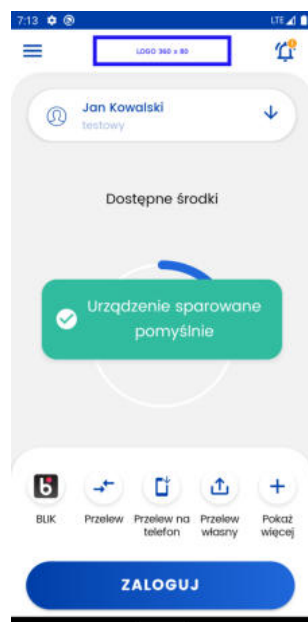 7:13
LTE
LOGO 360 x 80
Jan Kowalski
testowy
Dostępne środki
Urządzenie sparowane
pomyślnie
BLIK
Przelew
Przelew na
telefon
Przelew
własny
Pokaż
więcej
ZALOGUJ